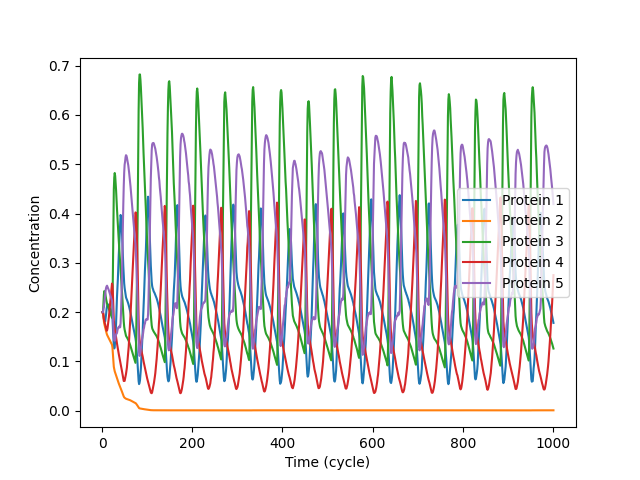 0.7
0.6
0.5
0.4
0.3
0.2
0.1
0.0
Concentration
Protein 1
Protein 2
Protein 3
Protein 4
Protein 5
0 200 400 600 800 1000
Time (cycle)